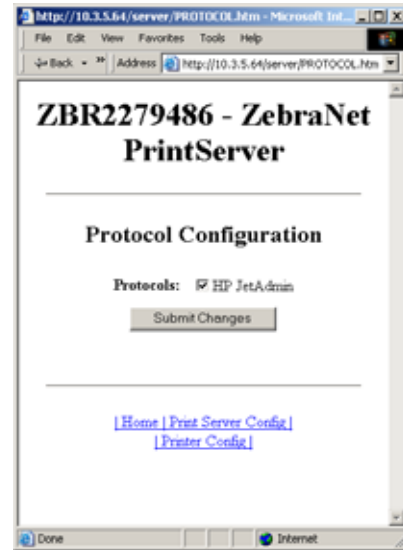 http://10.3.5.64/server/PROTOCOL.htm - Microsoft Int...
File Edit View Favorites Tools Help
Back » Address http://10.3.5.64/server/PROTOCOL.htm
ZBR2279486 - ZebraNet
PrintServer
Protocol Configuration
Protocols: HP JetAdmin
Submit Changes
| Home | Print Server Config |
| Printer Config |
Done Internet